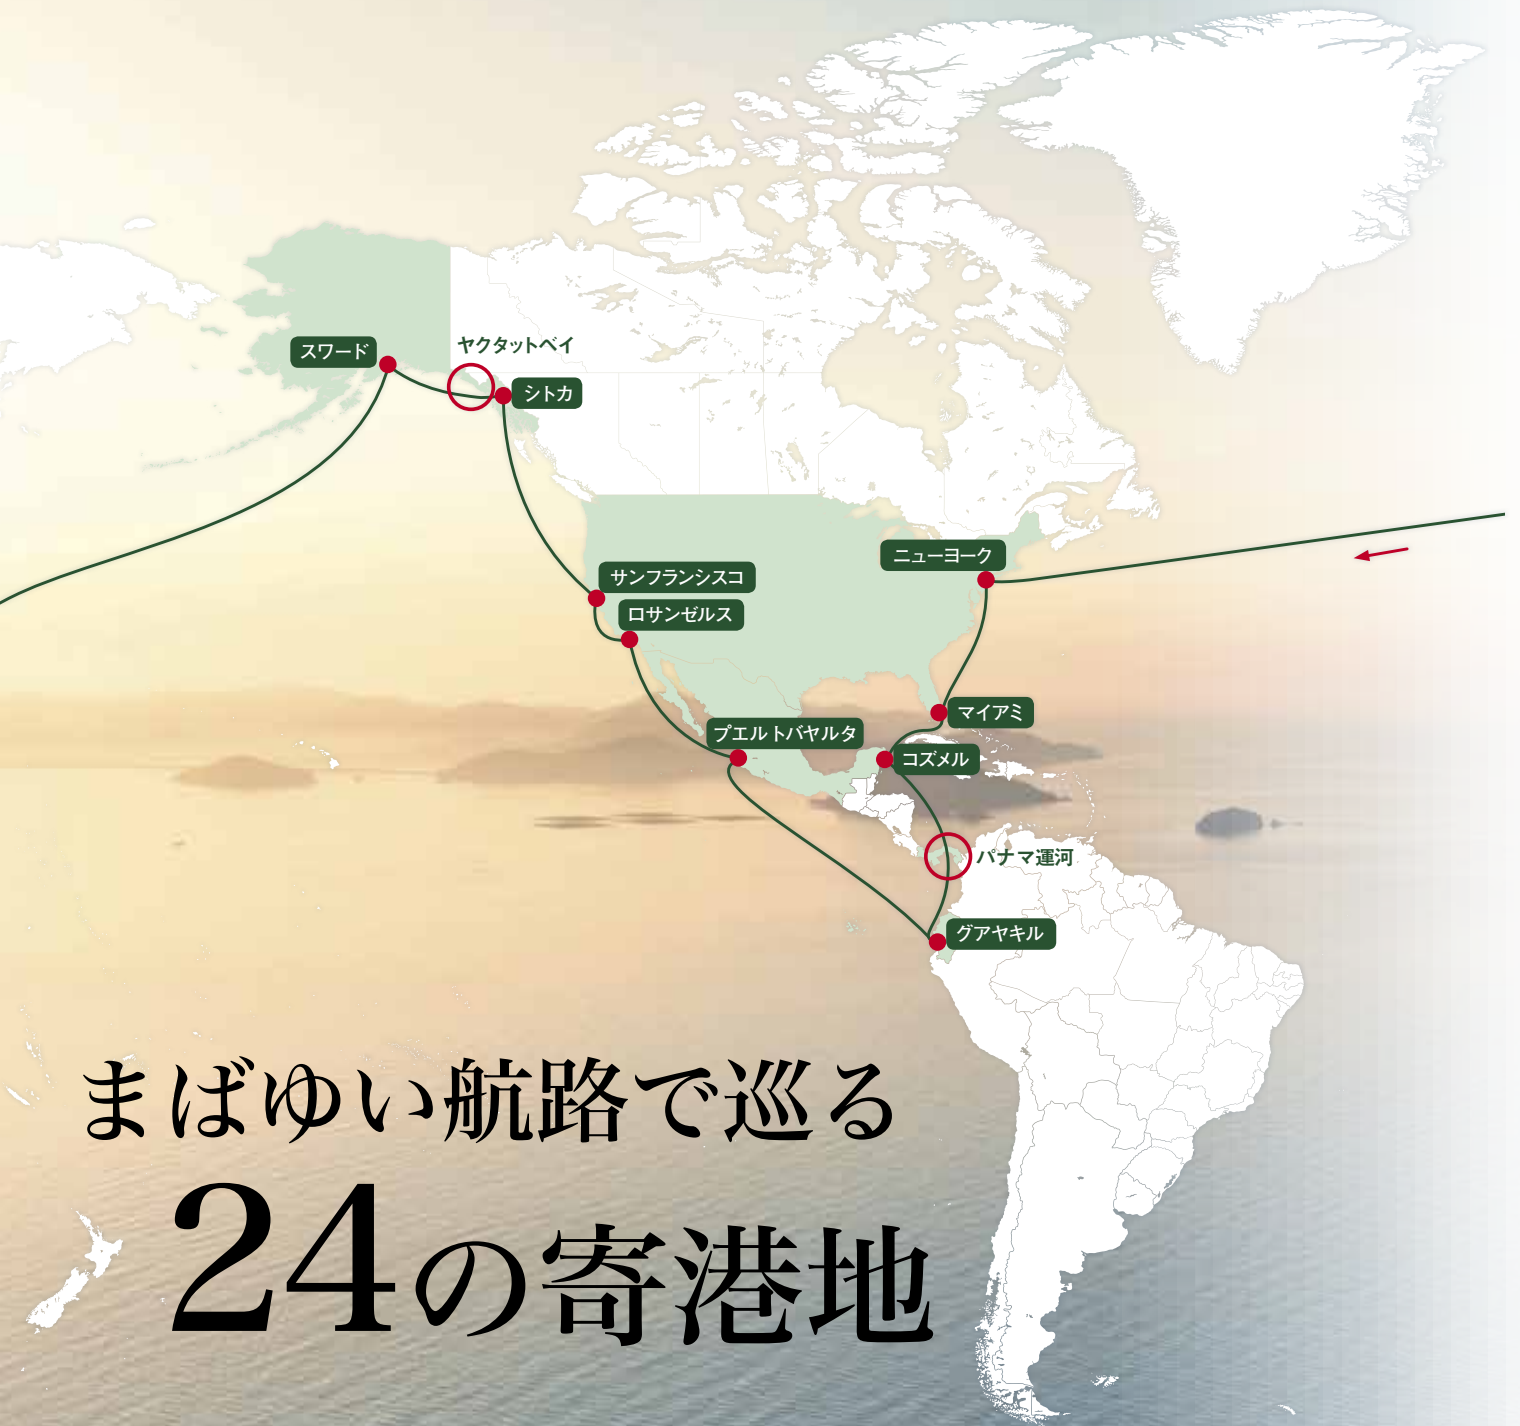 スワード
ヤクタットベイ
シトカ
ニューヨーク
サンフランシスコ
ロサンゼルス
マイアミ
プエルトバヤルタ
コズメル
パナマ運河
グアヤキル
まばゆい航路で巡る
24の寄港地